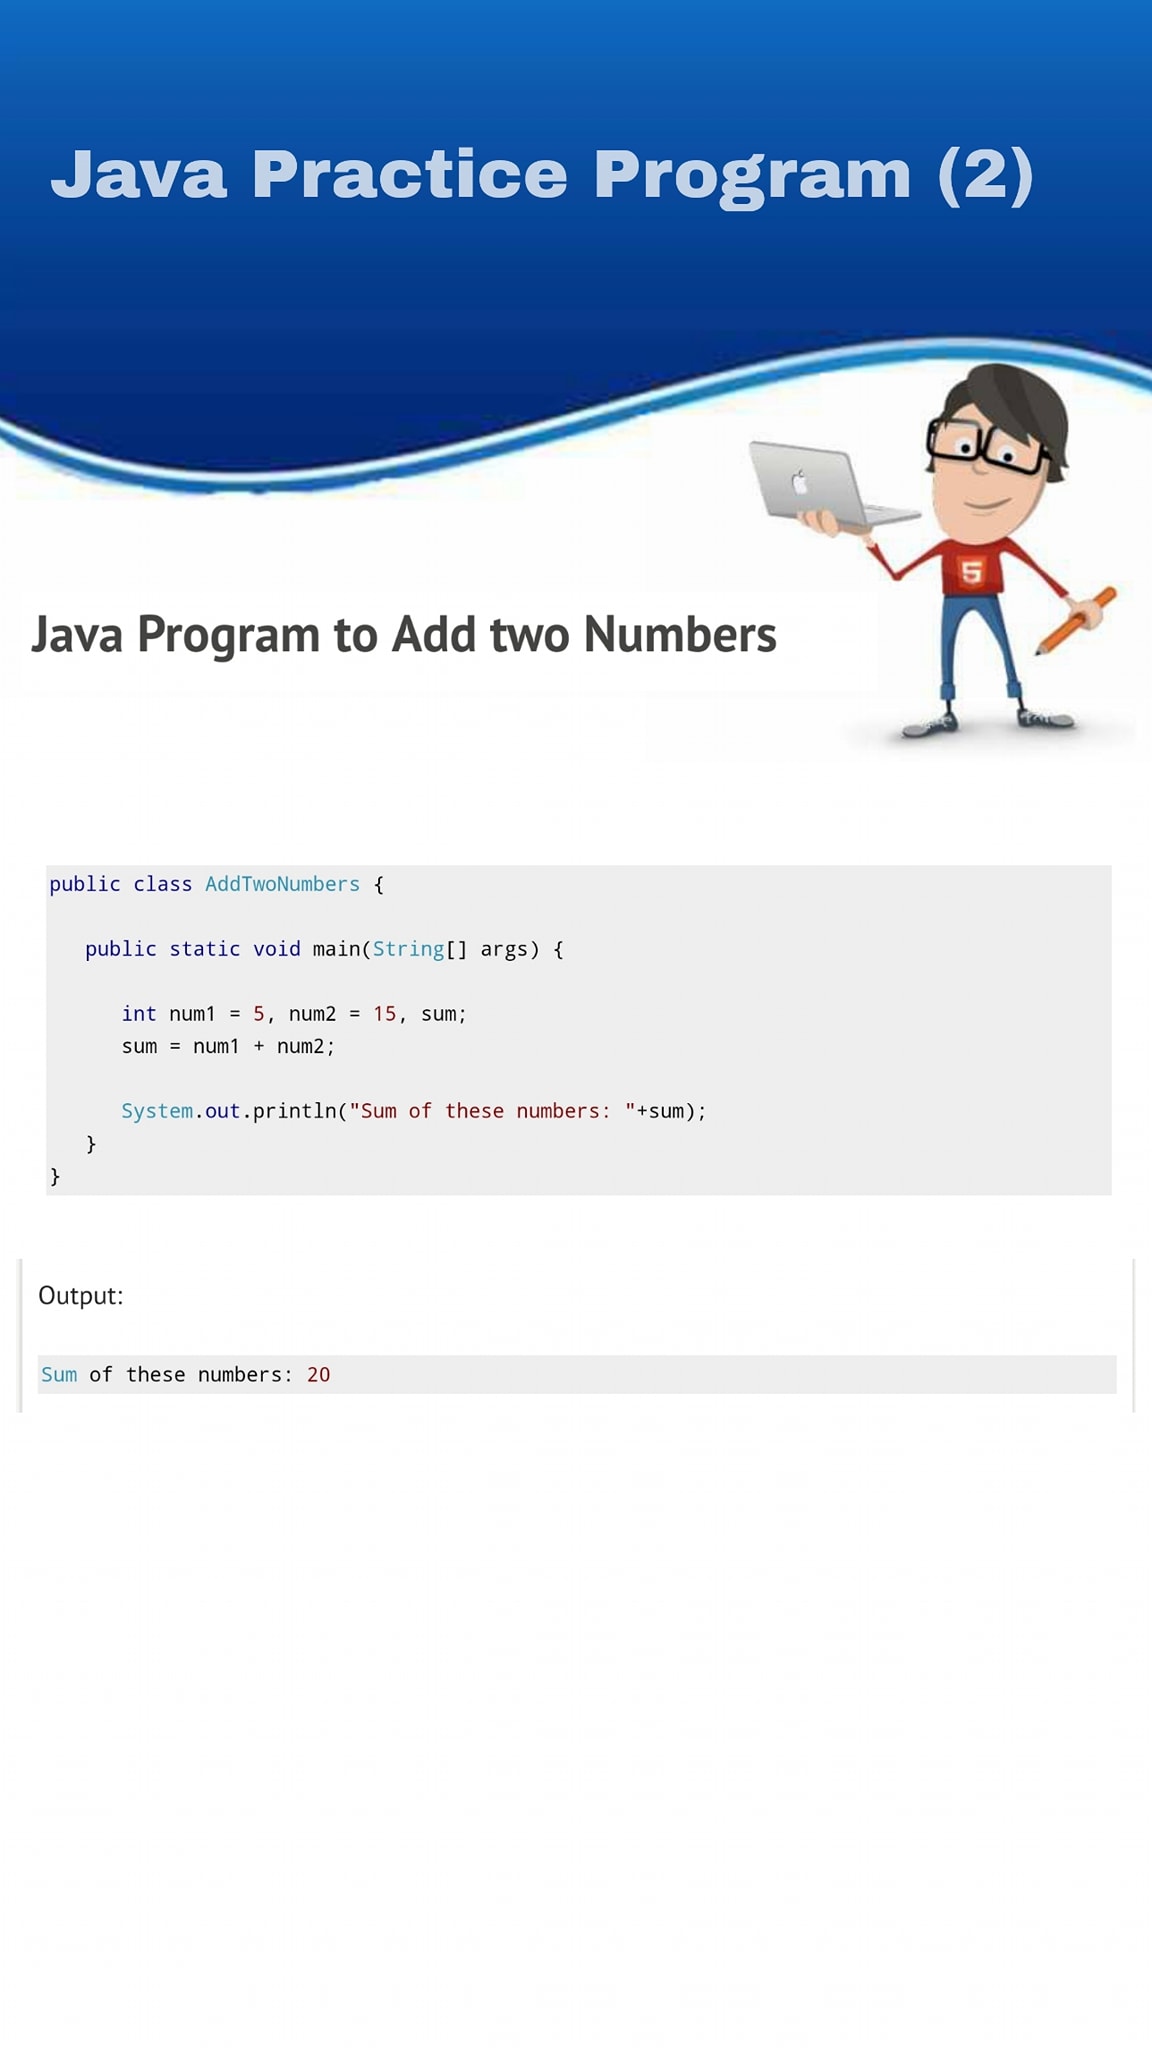 Java Practice Program (2)
5
Java Program to Add two Numbers
public class AddTwoNumbers {
public static void main(String[] args) {
int num1 = 5, num2 = 15, sum;
sum = num1 + num2;
System.out.println("Sum of these numbers: "+sum);
}
}
Output:
Sum of these numbers: 20